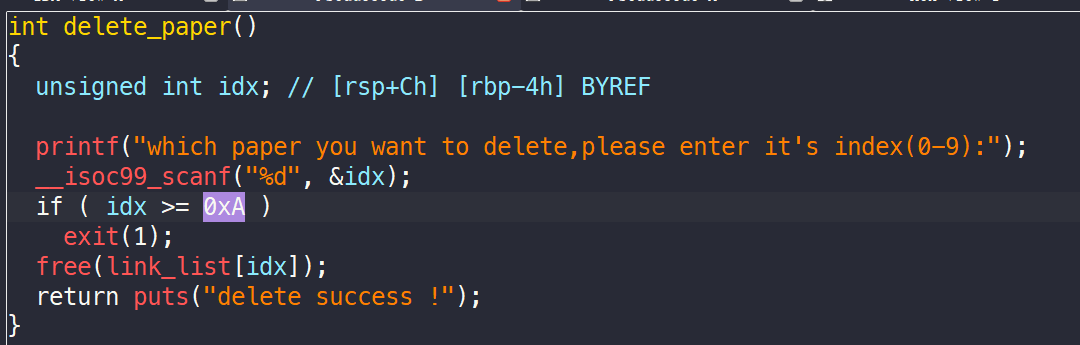 int delete_paper()
{
unsigned int idx; // [rsp+Ch] [rbp-4h] BYREF
printf("which paper you want to delete,please enter it's index(0-9):");
__isoc99_scanf("%d", &idx);
if ( idx >= 0xA )
exit(1);
free(link_list[idx]);
return puts("delete success !");
}